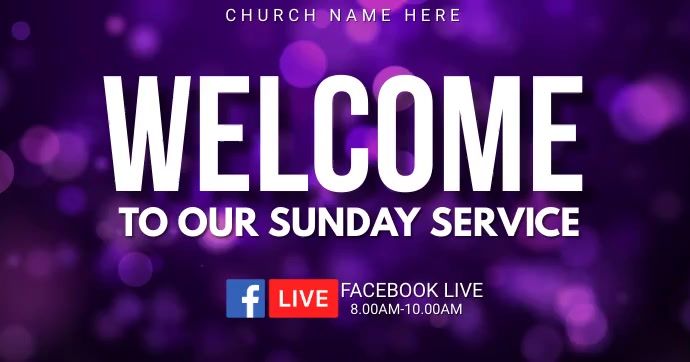 CHURCH NAME HERE
WELCOME
TO OUR SUNDAY SERVICE
f LIVE FACEBOOK LIVE
8.00AM-10.00AM